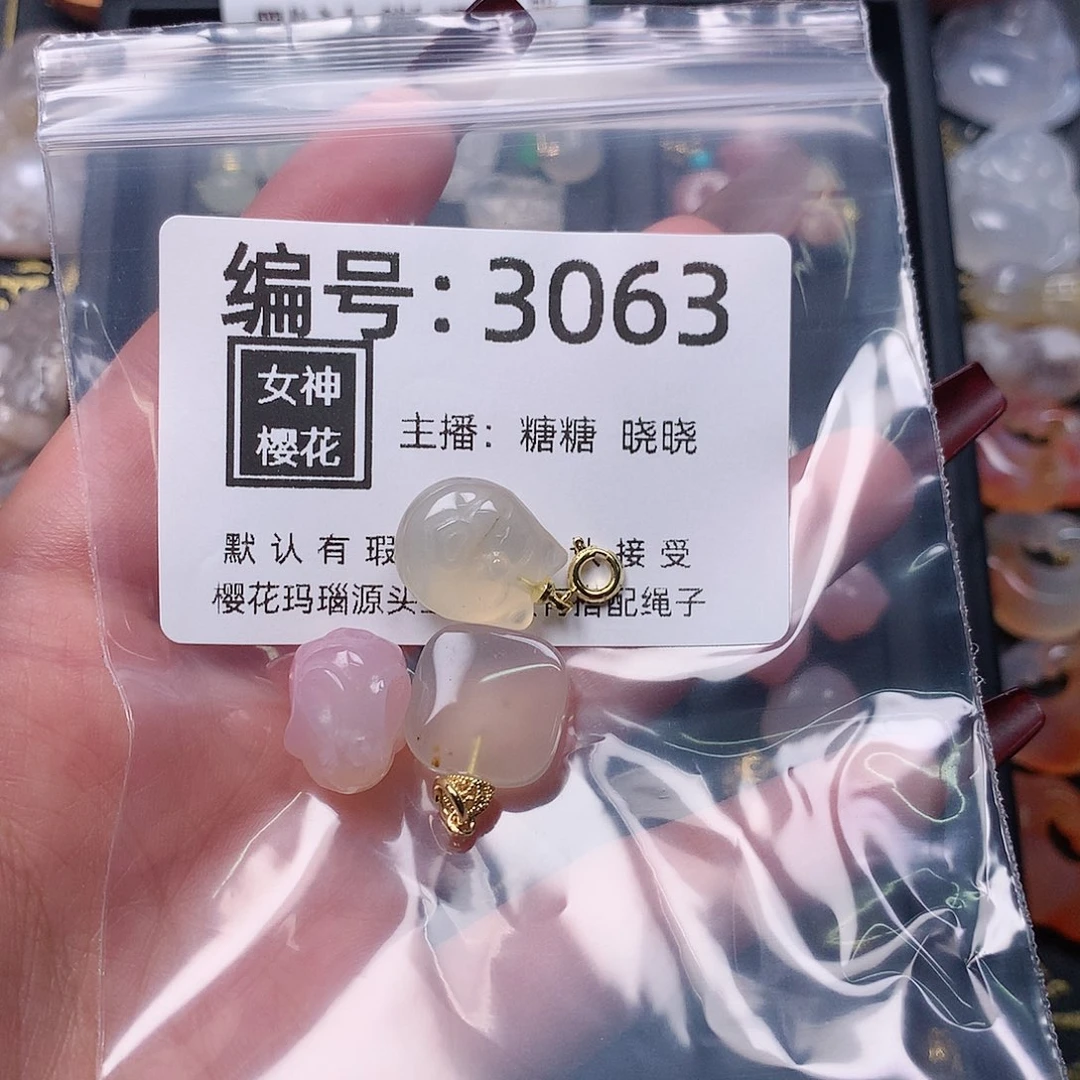 编号：3063
女神
樱花
主播：糖糖 晓晓
默认有瑕 接受
樱花玛瑙源头 搭配绳子